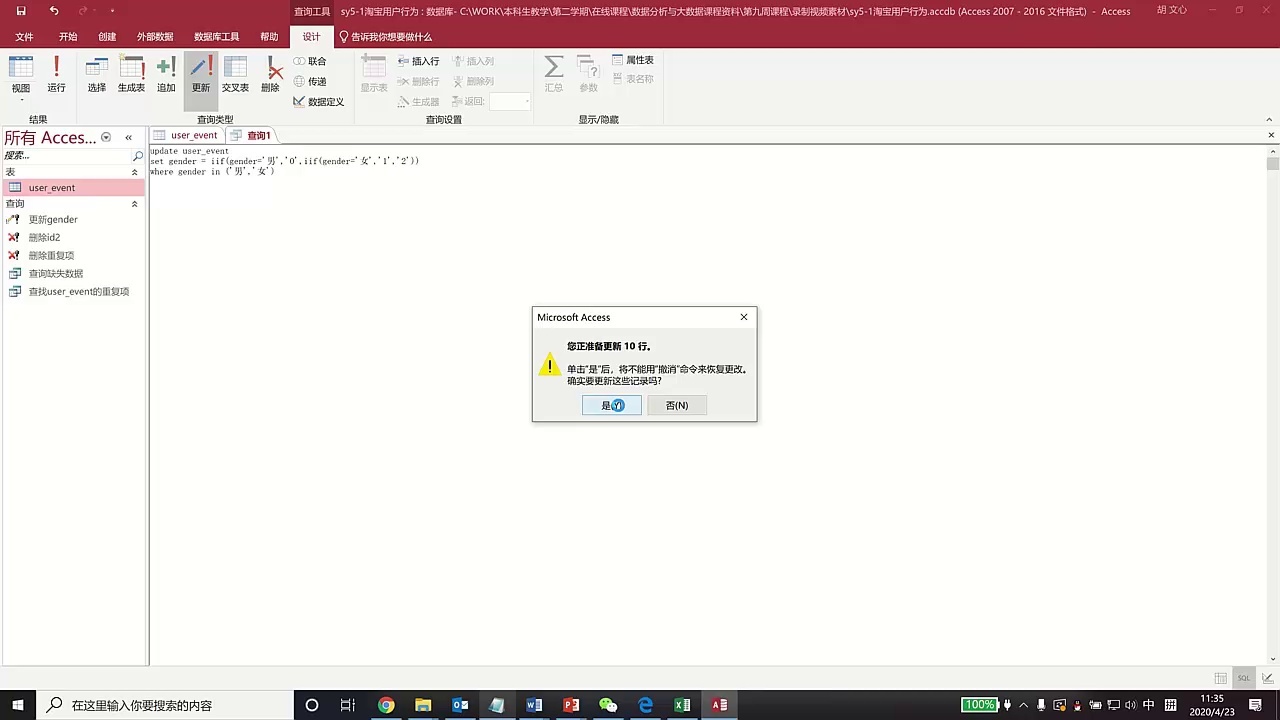 查询工具
sy5-1淘宝用户行为 : 数据库- C:\WORK\本科生教学\第二学期\在线课程\数据分析与大数据课程资料\第九周课程\录制视频素材\sy5-1淘宝用户行为.accdb (Access 2007 - 2016 文件格式) - Access
胡 文心
文件 开始 创建 外部数据 数据库工具 帮助 设计 告诉我你想要做什么
视图 运行 选择 生成表 追加 更新 交叉表 删除
联合
传递
数据定义
显示表
插入行
删除行
生成器
插入列
删除列
返回:
汇总 参数
属性表
表名称
结果 查询类型 查询设置 显示/隐藏
所有 Access...
搜索...
表
user_event
查询
更新gender
删除id2
删除重复项
查询缺失数据
查找user_event的重复项
user_event 查询1
update user_event
set gender = iif(gender='男','0',iif(gender='女','1','2'))
where gender in ('男','女')
Microsoft Access
您正准备更新 10 行。
单击"是"后，将不能用"撤消"命令来恢复更改。
确实要更新这些记录吗?
是(Y) 否(N)
SQL
在这里输入你要搜索的内容
100%
中
拼
11:35
2020/4/23